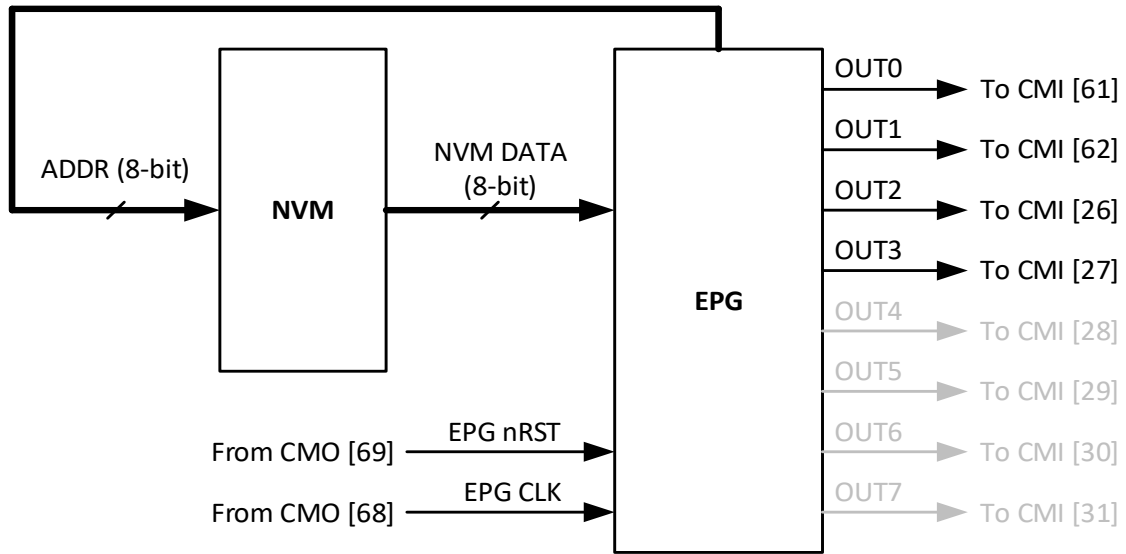 OUT0
To CMI [61]
OUT1
To CMI [62]
ADDR (8-bit)
NVM
NVM DATA
(8-bit)
OUT2
To CMI [26]
OUT3
To CMI [27]
EPG
OUT4
To CMI [28]
OUT5
To CMI [29]
From CMO [69]
EPG nRST
OUT6
To CMI [30]
From CMO [68]
EPG CLK
OUT7
To CMI [31]